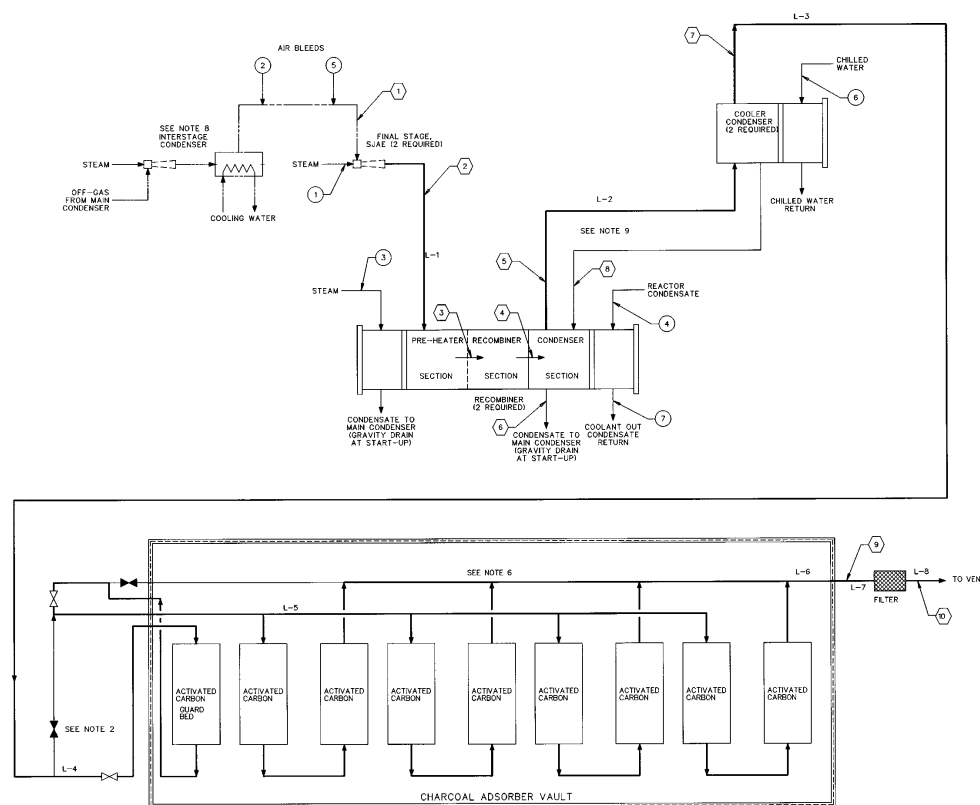 L-3
7
AIR BLEEDS
2
5
1
CHILLED
WATER
6
SEE NOTE 8
INTERSTAGE
CONDENSER
FINAL STAGE,
SJAE (2 REQUIRED)
COOLER
CONDENSER
(2 REQUIRED)
STEAM
STEAM
2
1
OFF-GAS
FROM MAIN
CONDENSER
COOLING WATER
CHILLED WATER
RETURN
L-2
SEE NOTE 9
L-1
3
5
8
REACTOR
CONDENSATE
STEAM
4
3
4
PRE-HEATER
SECTION
RECOMBINER
SECTION
CONDENSER
SECTION
RECOMBINER
(2 REQUIRED)
6
7
CONDENSATE TO
MAIN CONDENSER
(GRAVITY DRAIN
AT START-UP)
CONDENSATE TO
MAIN CONDENSER
(GRAVITY DRAIN
AT START-UP)
COOLANT OUT
CONDENSATE
RETURN
9
SEE NOTE 6
L-6
L-7
L-8
TO VEN
FILTER
10
L-5
ACTIVATED
CARBON
GUARD
BED
ACTIVATED
CARBON
ACTIVATED
CARBON
ACTIVATED
CARBON
ACTIVATED
CARBON
ACTIVATED
CARBON
ACTIVATED
CARBON
ACTIVATED
CARBON
ACTIVATED
CARBON
SEE NOTE 2
L-4
CHARCOAL ADSORBER VAULT